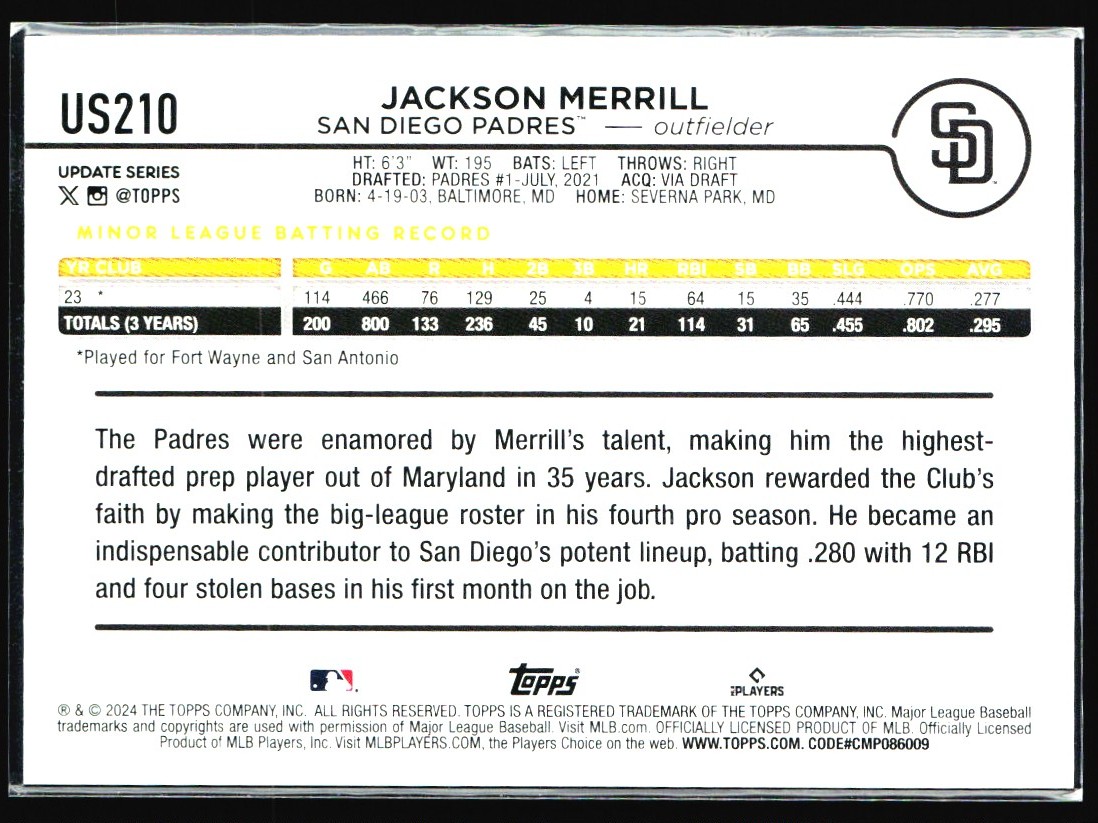 US210
JACKSON MERRILL
SAN DIEGO PADRES™ — outfielder
SD
UPDATE SERIES
@TOPPS
HT: 6'3" WT: 195 BATS: LEFT THROWS: RIGHT
DRAFTED: PADRES #1-JULY, 2021 ACQ: VIA DRAFT
BORN: 4-19-03, BALTIMORE, MD HOME: SEVERNA PARK, MD
MINOR LEAGUE BATTING RECORD
YR CLUB G AB R H 2B 3B HR RBI SB BB SLG OPS AVG
23 * 114 466 76 129 25 4 15 64 15 35 .444 .770 .277
TOTALS (3 YEARS) 200 800 133 236 45 10 21 114 31 65 .455 .802 .295
*Played for Fort Wayne and San Antonio
The Padres were enamored by Merrill's talent, making him the highest-
drafted prep player out of Maryland in 35 years. Jackson rewarded the Club's
faith by making the big-league roster in his fourth pro season. He became an
indispensable contributor to San Diego's potent lineup, batting .280 with 12 RBI
and four stolen bases in his first month on the job.
Topps®
PLAYERS
® & © 2024 THE TOPPS COMPANY, INC. ALL RIGHTS RESERVED. TOPPS IS A REGISTERED TRADEMARK OF THE TOPPS COMPANY, INC. Major League Baseball
trademarks and copyrights are used with permission of Major League Baseball. Visit MLB.com. OFFICIALLY LICENSED PRODUCT OF MLB. Officially Licensed
Product of MLB Players, Inc. Visit MLBPLAYERS.COM, the Players Choice on the web. WWW.TOPPS.COM. CODE#CMP086009